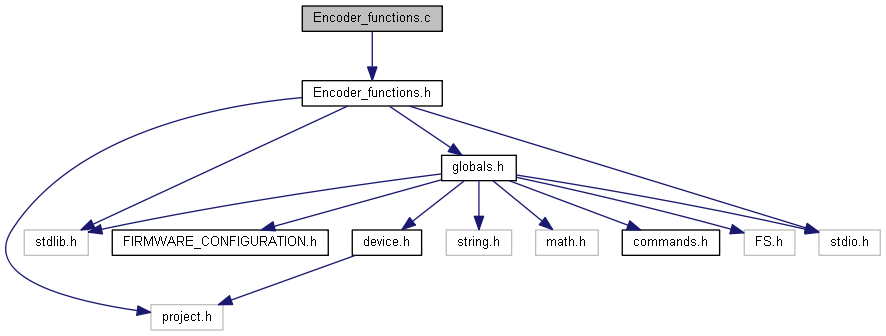 Encoder_functions.c
Encoder_functions.h
globals.h
stdlib.h
FIRMWARE_CONFIGURATION.h
device.h
string.h
math.h
commands.h
FS.h
stdio.h
project.h